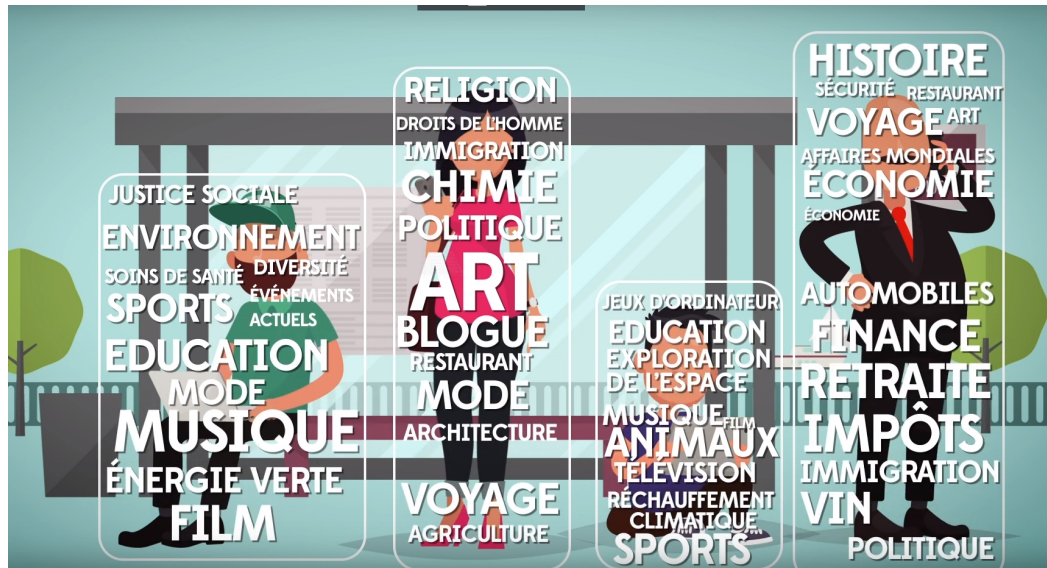 JUSTICE SOCIALE
ENVIRONNEMENT
SOINS DE SANTÉ DIVERSITÉ
SPORTS ÉVÉNEMENTS
ACTUELS
EDUCATION
MODE
MUSIQUE
ÉNERGIE VERTE
FILM
RELIGION
DROITS DE L'HOMME
IMMIGRATION
CHIMIE
POLITIQUE
ART
BLOGUE
RESTAURANT
MODE
ARCHITECTURE
VOYAGE
AGRICULTURE
JEUX D'ORDINATEUR
EDUCATION
EXPLORATION
DE L'ESPACE
MUSIQUE FILM
ANIMAUX
TELEVISION
RÉCHAUFFEMENT
CLIMATIQUE
SPORTS
HISTOIRE
SÉCURITÉ RESTAURANT
VOYAGE ART
AFFAIRES MONDIALES
ÉCONOMIE
ÉCONOMIE
AUTOMOBILES
FINANCE
RETRAITE
IMPÔTS
IMMIGRATION
VIN
POLITIQUE